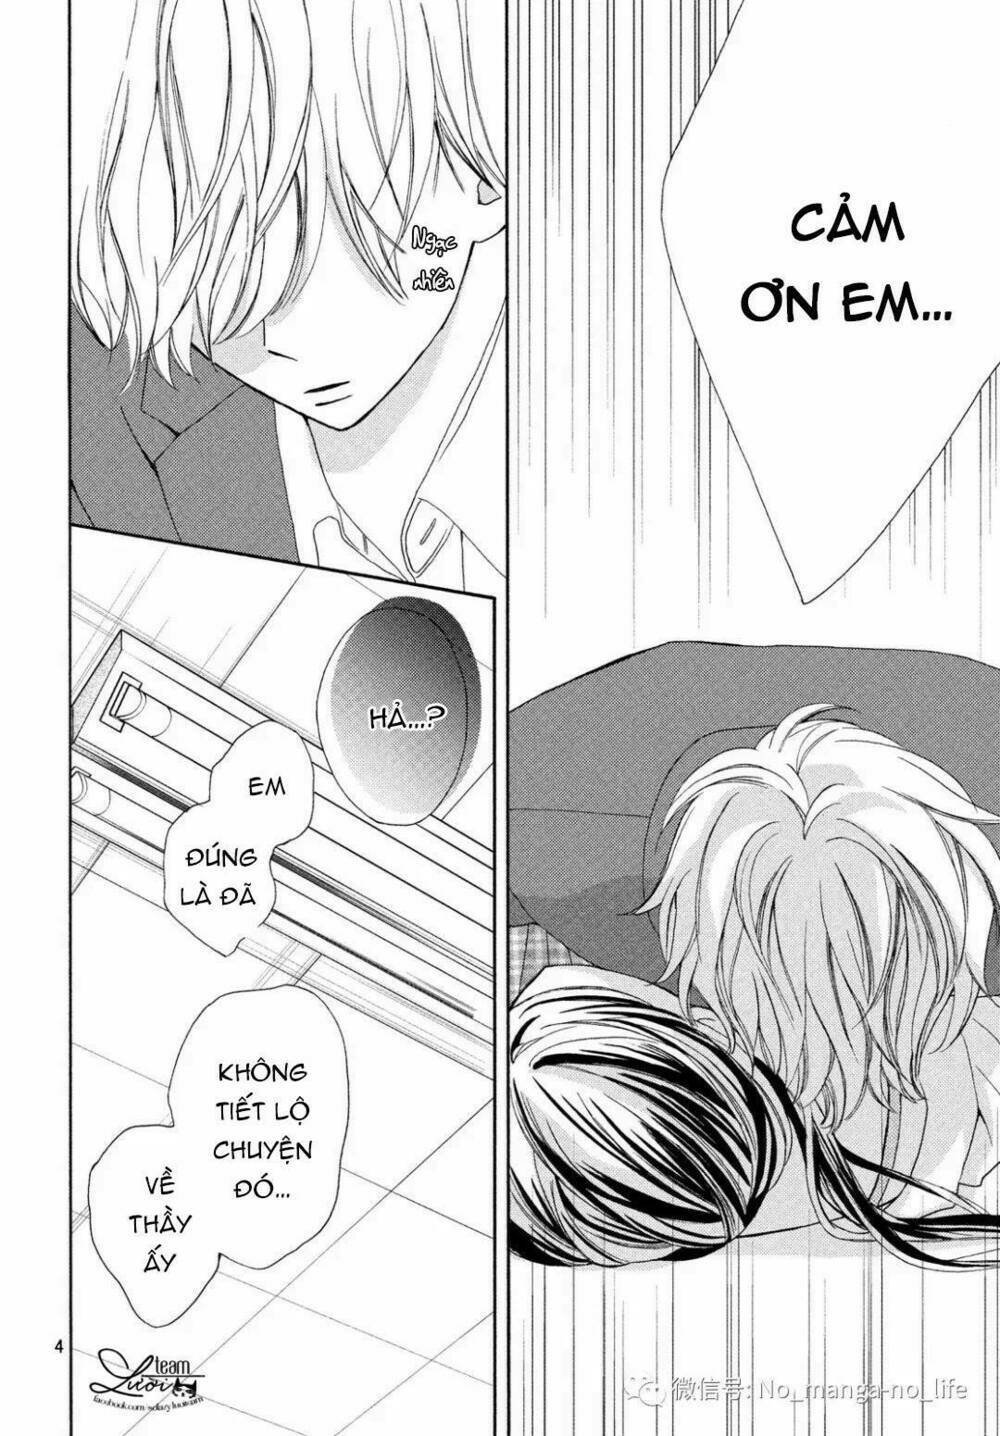 CẢM
ƠN EM...
Ngạc
nhiên
HẢ...?
EM
ĐÚNG
LÀ ĐÃ
KHÔNG
TIẾT LỘ
CHUYỆN
ĐÓ...
VỀ
THẦY
ẤY
4
team
Lười
微信号: No_manga-no_life